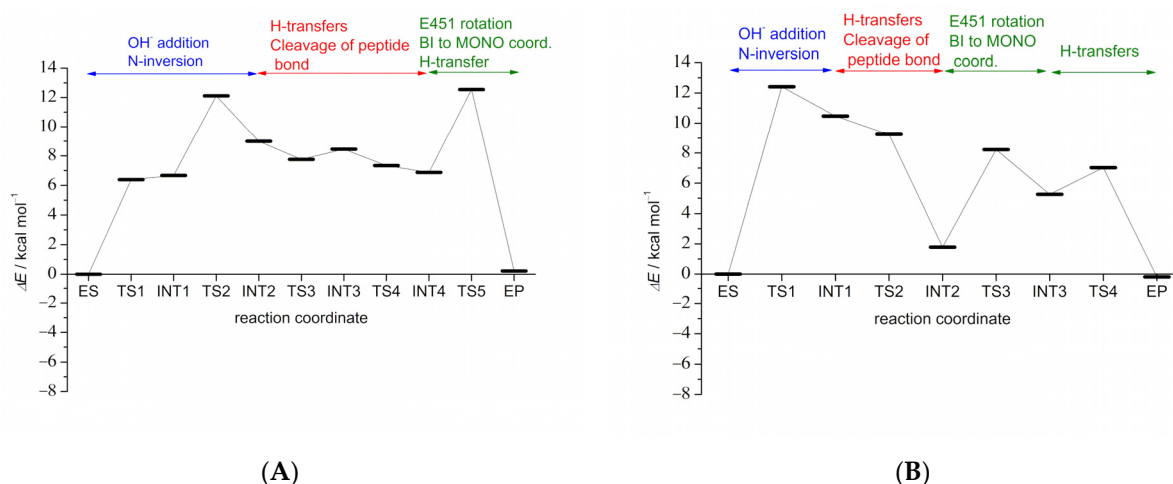 OH⁻ addition
N-inversion
H-transfers
Cleavage of peptide
bond
E451 rotation
BI to MONO coord.
H-transfer
14
12
10
8
6
4
2
0
−2
−4
−6
−8
ΔE / kcal mol⁻¹
ES TS1 INT1 TS2 INT2 TS3 INT3 TS4 INT4 TS5 EP
reaction coordinate
(A)
OH⁻ addition
N-inversion
H-transfers
Cleavage of
peptide bond
E451 rotation
BI to MONO
coord.
H-transfers
14
12
10
8
6
4
2
0
−2
−4
−6
−8
ΔE / kcal mol⁻¹
ES TS1 INT1 TS2 INT2 TS3 INT3 TS4 EP
reaction coordinate
(B)